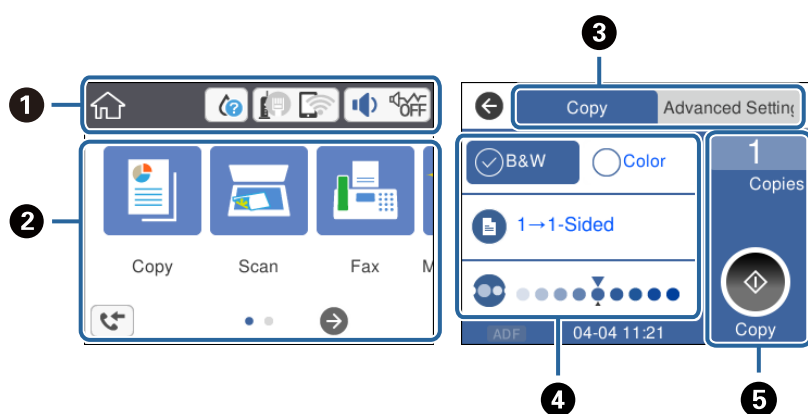 3
1
OFF
Copy
Advanced Setting
2
B&W
Color
1
Copies
1→1-Sided
Copy
Scan
Fax
M
ADF
04-04 11:21
Copy
4
5